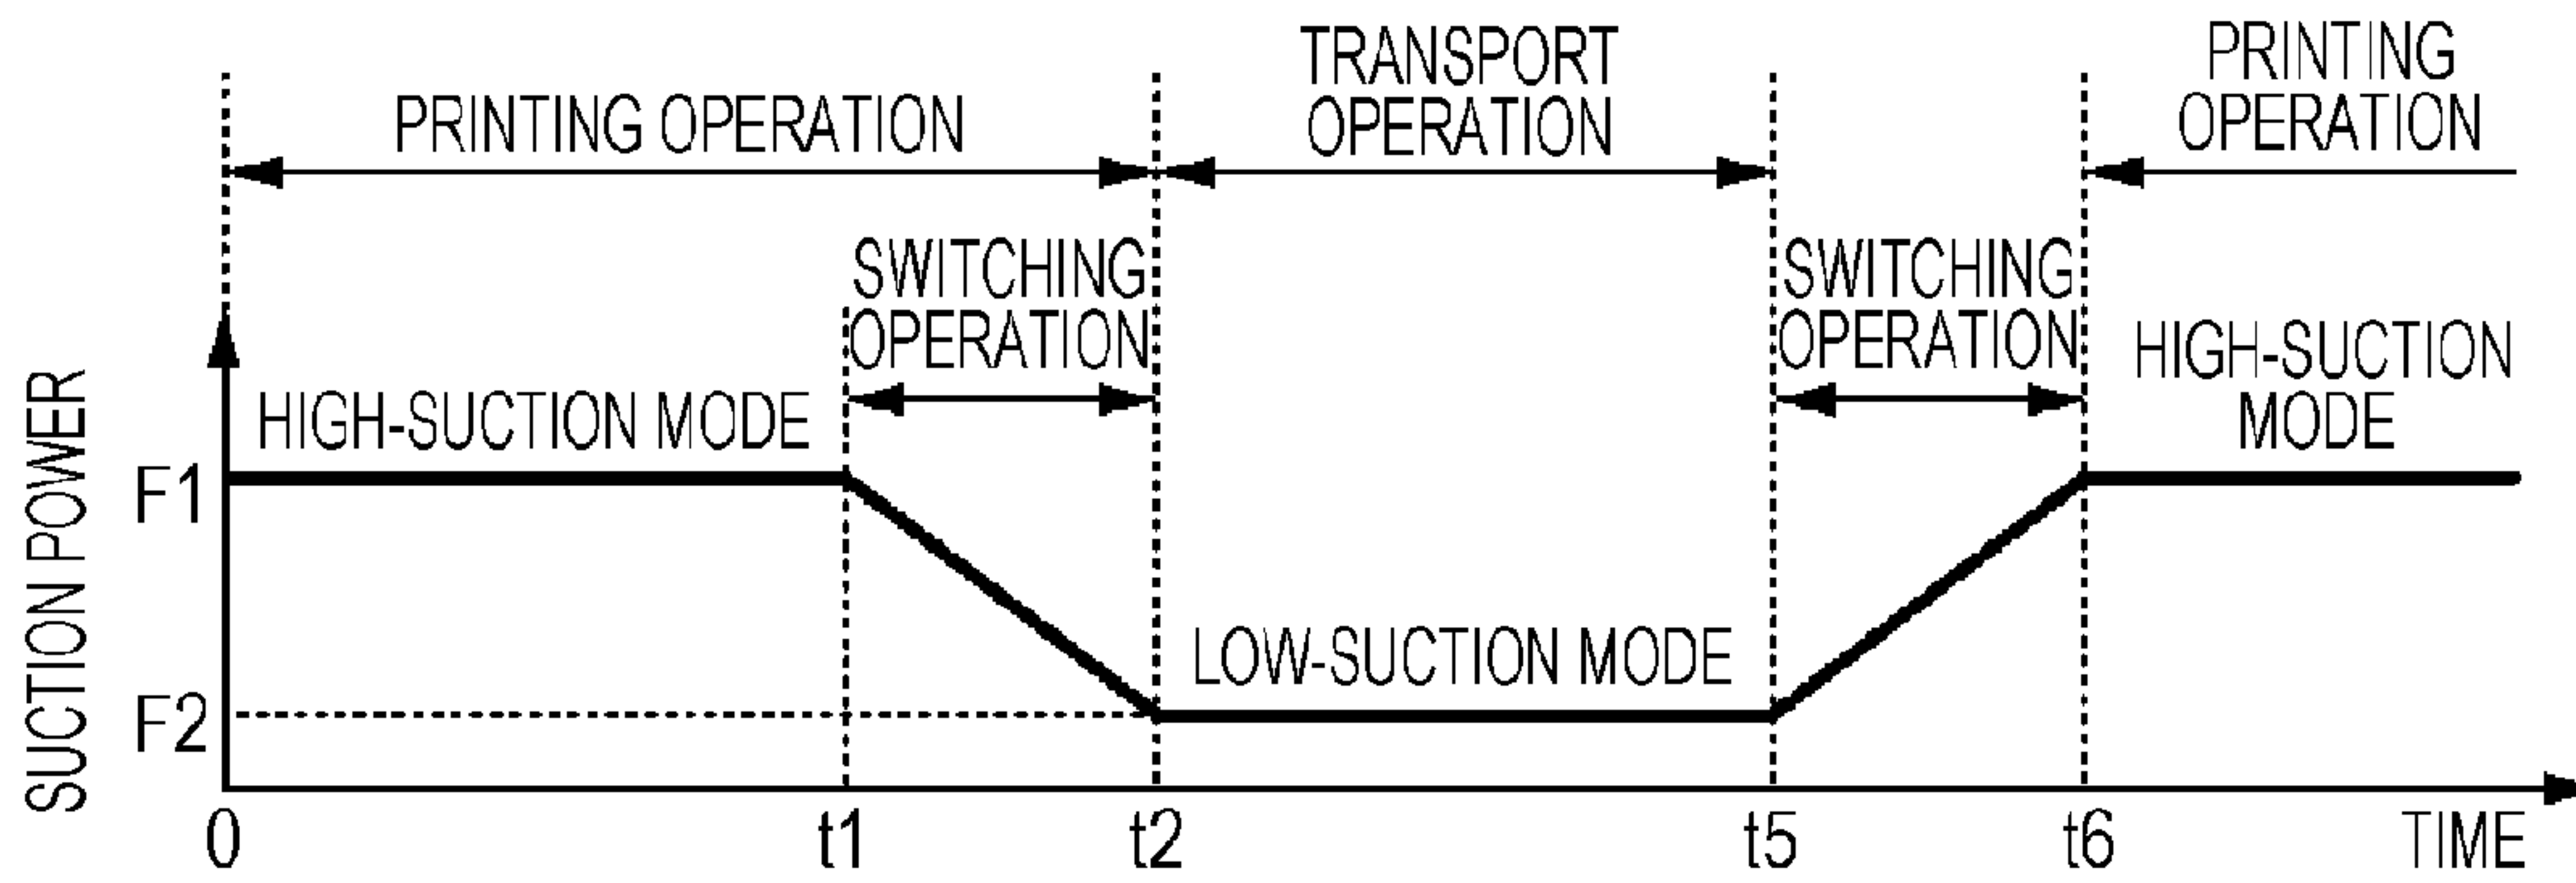 TRANSPORT
OPERATION
PRINTING
OPERATION
PRINTING OPERATION
SWITCHING
OPERATION
SWITCHING
OPERATION
HIGH-SUCTION MODE
HIGH-SUCTION
MODE
SUCTION POWER
F1
LOW-SUCTION MODE
F2
0
t1
t2
t5
t6
TIME